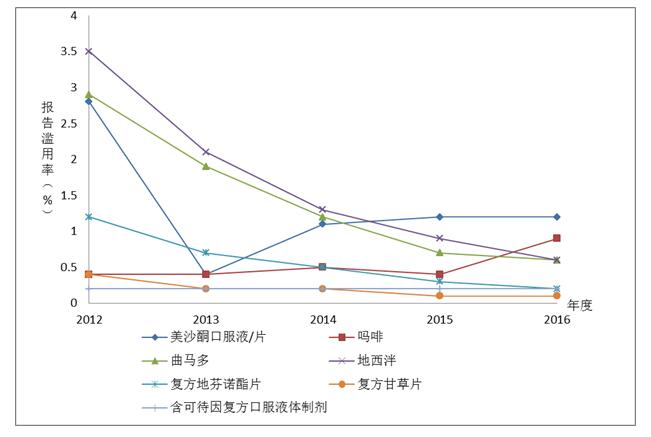 4
3.5
3
2.5
2
1.5
1
0.5
0
报告滥用率（%）
2012 2013 2014 2015 2016
年度
美沙酮口服液/片 吗啡
曲马多 地西泮
复方地芬诺酯片 复方甘草片
含可待因复方口服液体制剂